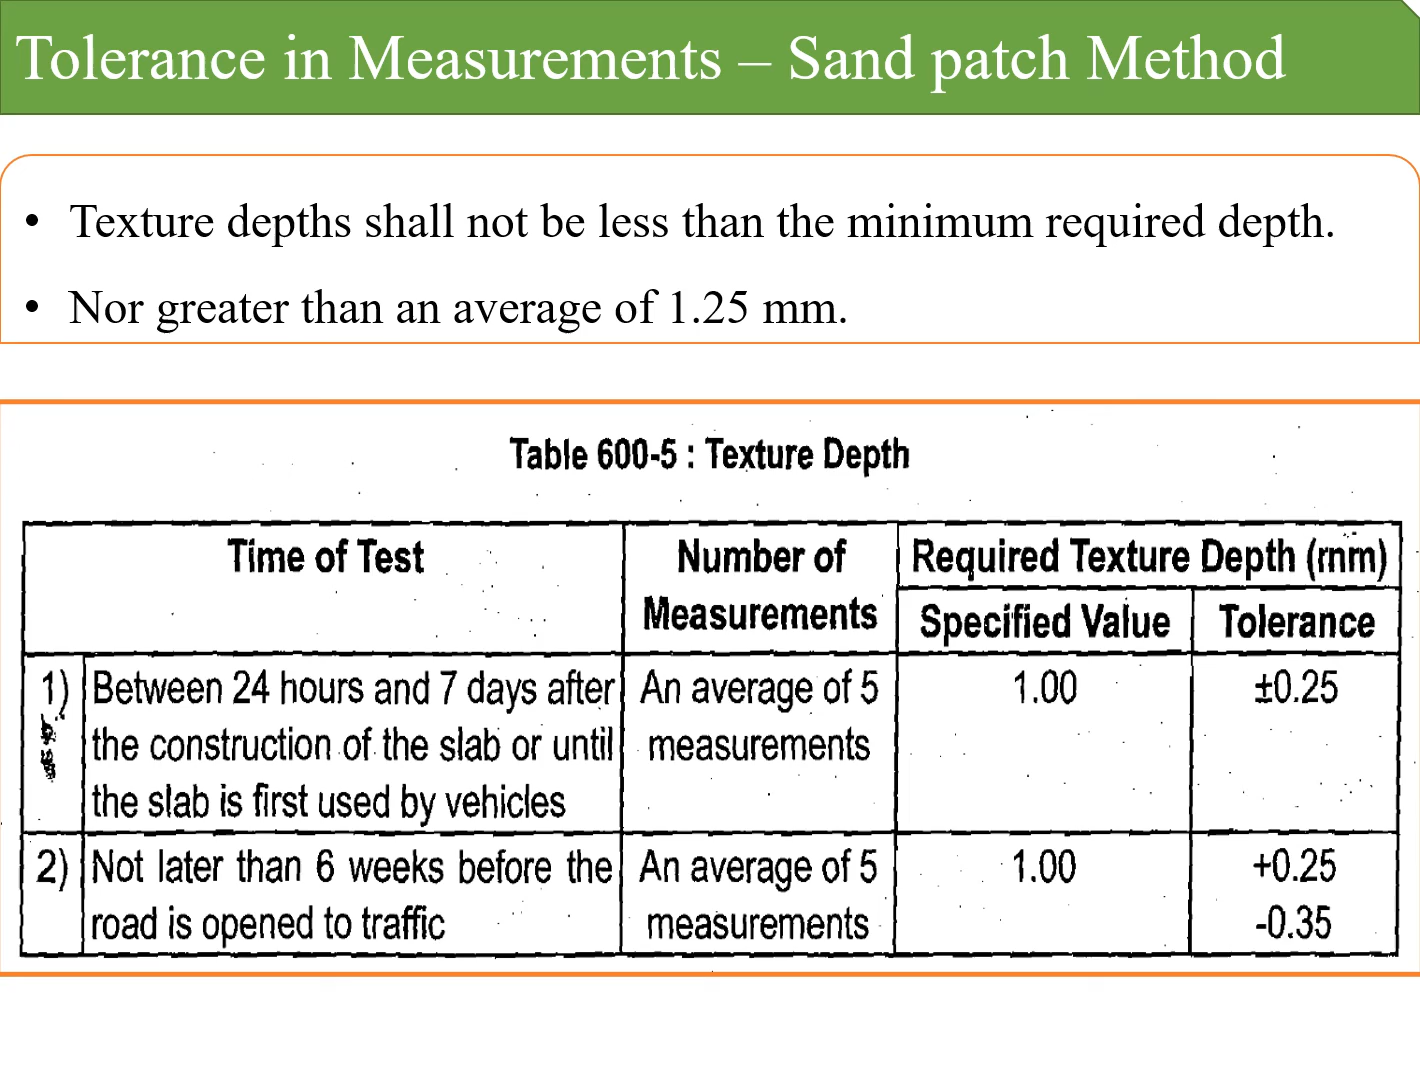 Tolerance in Measurements – Sand patch Method
• Texture depths shall not be less than the minimum required depth.
• Nor greater than an average of 1.25 mm.
Table 600-5 : Texture Depth
Time of Test
Number of
Measurements
Required Texture Depth (mm)
Specified Value
Tolerance
1) Between 24 hours and 7 days after
the construction of the slab or until
the slab is first used by vehicles
An average of 5
measurements
1.00
±0.25
2) Not later than 6 weeks before the
road is opened to traffic
An average of 5
measurements
1.00
+0.25
-0.35